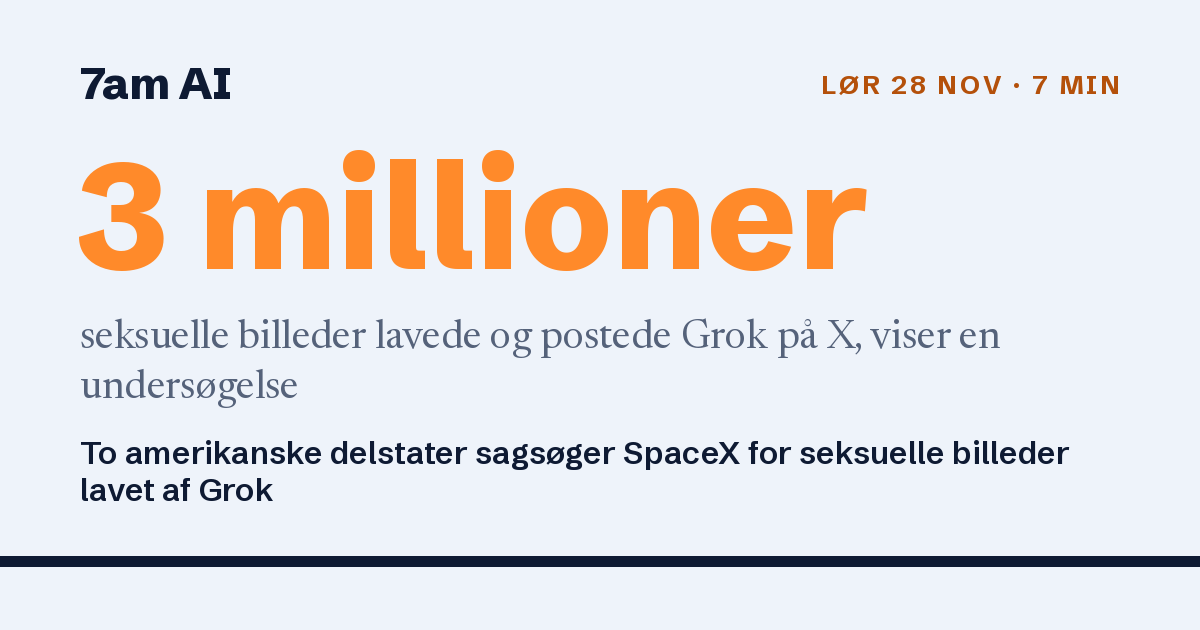 7am AI
LØR 28 NOV · 7 MIN
3 millioner
seksuelle billeder lavede og postede Grok på X, viser en
undersøgelse
To amerikanske delstater sagsøger SpaceX for seksuelle billeder
lavet af Grok